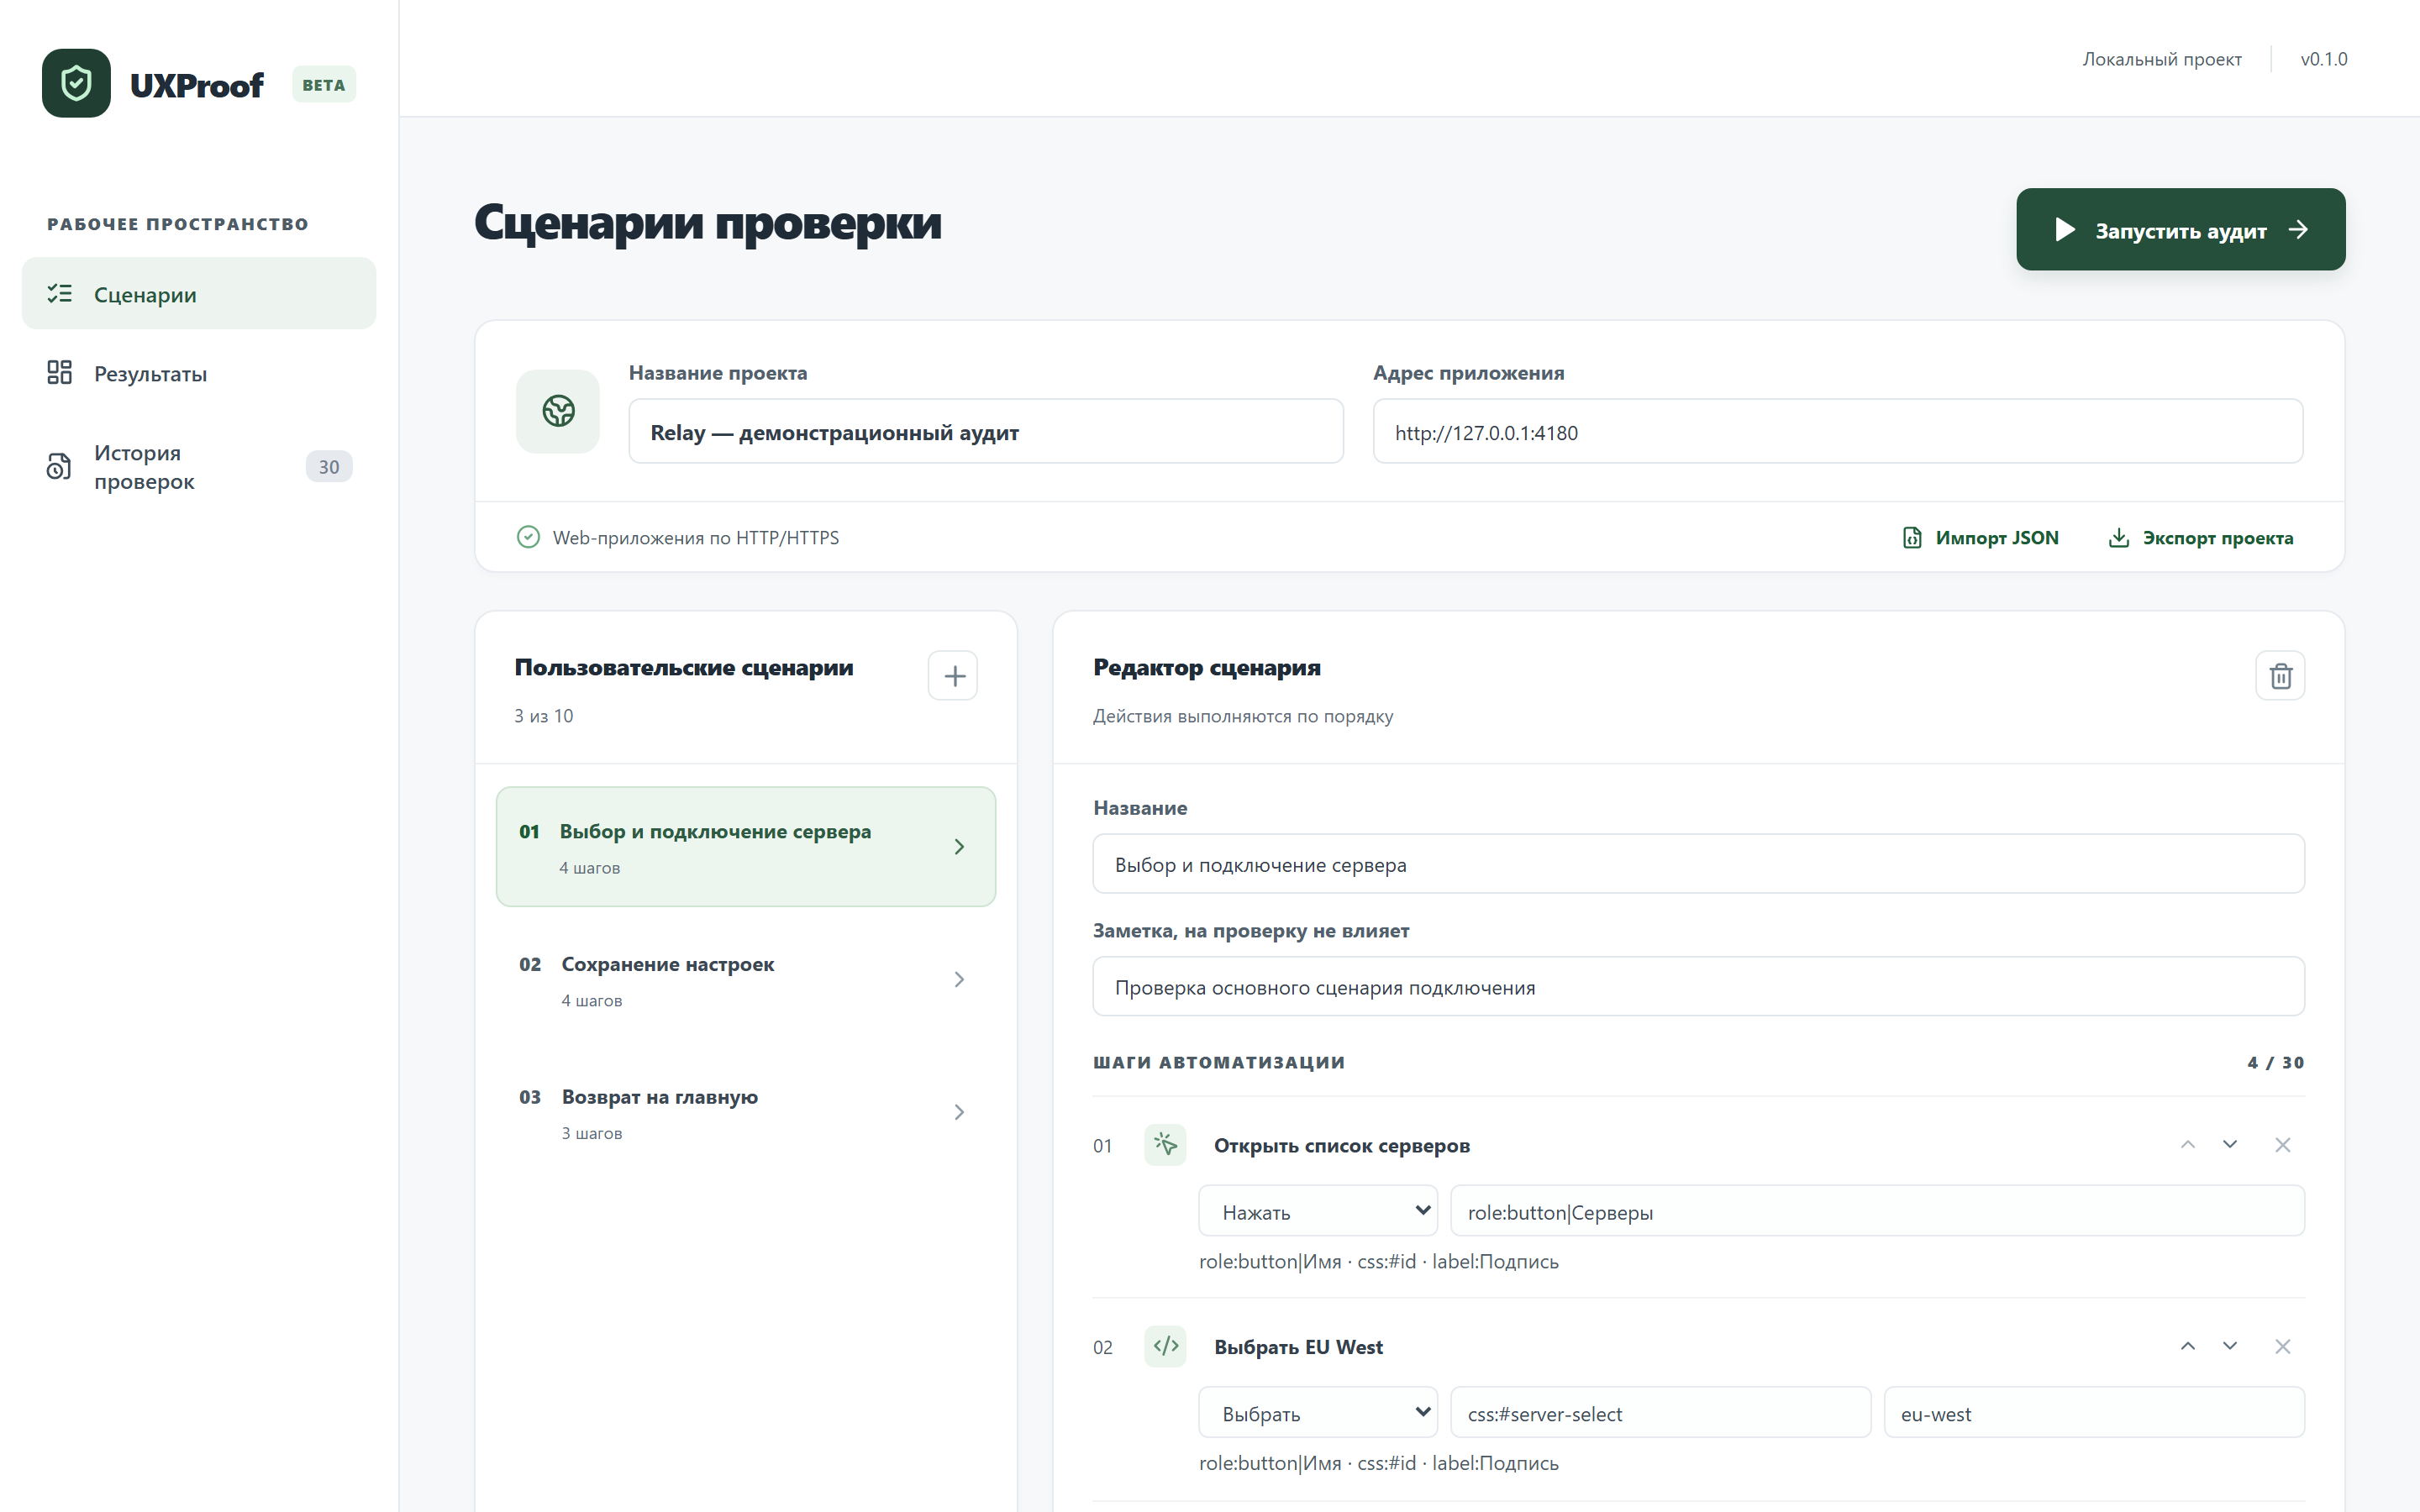 UXProof
BETA
Локальный проект
v0.1.0
РАБОЧЕЕ ПРОСТРАНСТВО
Сценарии
Результаты
История
проверок
30
Сценарии проверки
Запустить аудит
Название проекта
Relay — демонстрационный аудит
Адрес приложения
http://127.0.0.1:4180
Web-приложения по HTTP/HTTPS
Импорт JSON
Экспорт проекта
Пользовательские сценарии
3 из 10
01 Выбор и подключение сервера
4 шагов
02 Сохранение настроек
4 шагов
03 Возврат на главную
3 шагов
Редактор сценария
Действия выполняются по порядку
Название
Выбор и подключение сервера
Заметка, на проверку не влияет
Проверка основного сценария подключения
ШАГИ АВТОМАТИЗАЦИИ
4 / 30
01 Открыть список серверов
Нажать
role:button|Серверы
role:button|Имя · css:#id · label:Подпись
02 Выбрать EU West
Выбрать
css:#server-select
eu-west
role:button|Имя · css:#id · label:Подпись